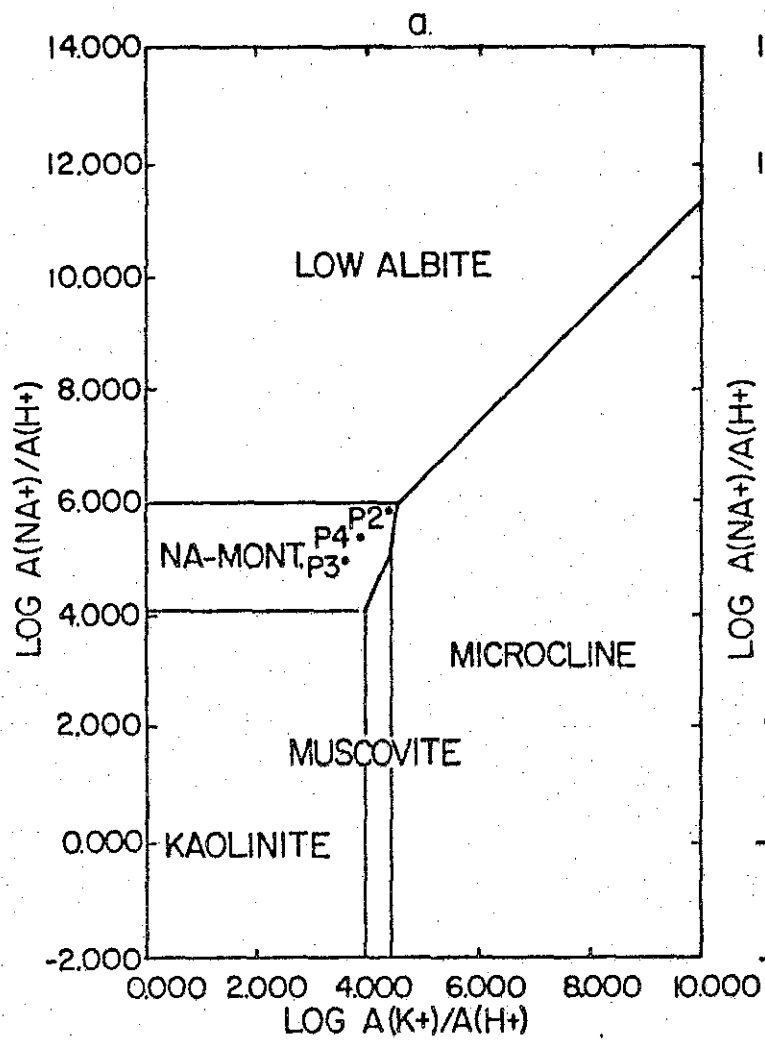 a.
14.000
12.000
10.000
8.000
6.000
4.000
2.000
0.000
-2.000
LOG A(NA+)/A(H+)
LOW ALBITE
P2
P4
NA-MONT.
P3
MICROCLINE
MUSCOVITE
KAOLINITE
0.000 2.000 4.000 6.000 8.000 10.000
LOG A(K+)/A(H+)
1
1
LOG A(NA+)/A(H+)